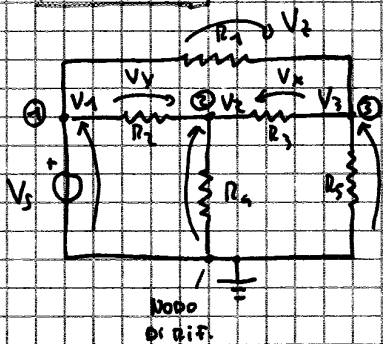 R1 Vz
Vy Vx
1 V1 2 V2 V3 3
R2 R3
+
Vs R4 R5
NODO
DI RIF.